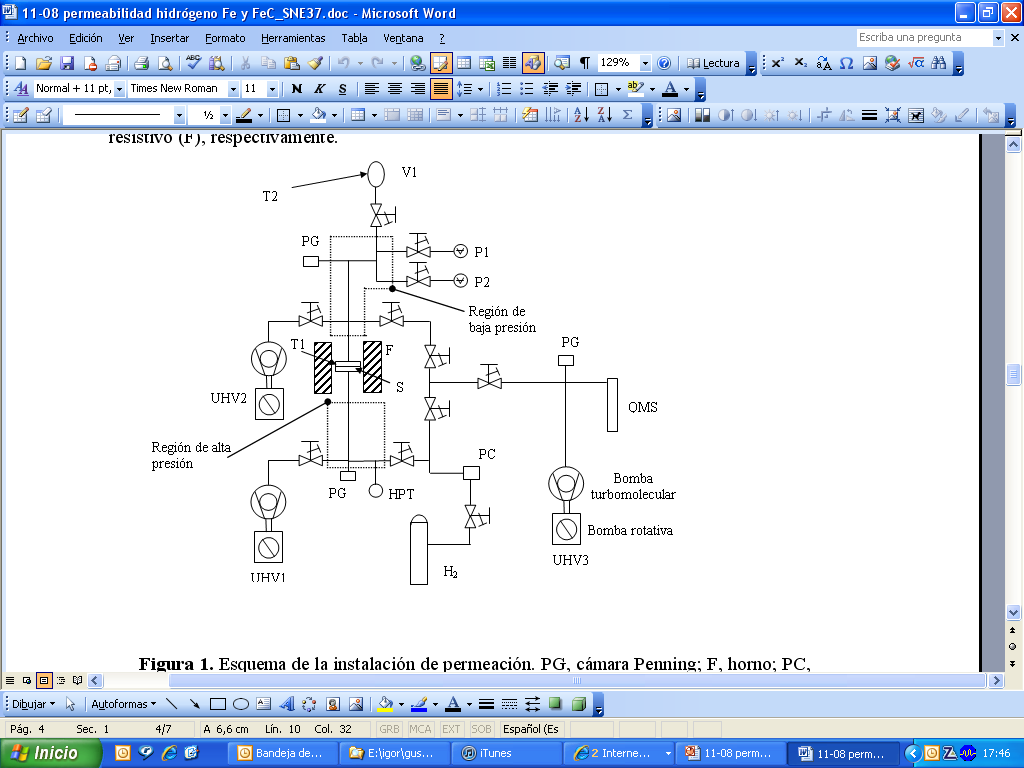 11-08 permeabilidad hidrógeno Fe y FeC_SNE37.doc - Microsoft Word
Archivo Edición Ver Insertar Formato Herramientas Tabla Ventana ? Escriba una pregunta
129% Lectura
Normal + 11 pt, Times New Roman 11 N K S
½
resistivo (F), respectivamente.
V1
T2
PG
P1
P2
Región de
baja presión
T1
F
PG
S
UHV2
QMS
Región de alta
presión
PC
PG
HPT
Bomba
turbomolecular
Bomba rotativa
UHV3
H₂
UHV1
Figura 1. Esquema de la instalación de permeación. PG, cámara Penning; F, horno; PC,
Dibujar Autoformas
Pág. 4 Sec. 1 4/7 A 6,6 cm Lín. 10 Col. 32 GRB MCA EXT SOB Español (Es
Inicio Bandeja de... E:\igor\gus... iTunes 2 Interne... 11-08 perm... 11-08 perm... 17:46